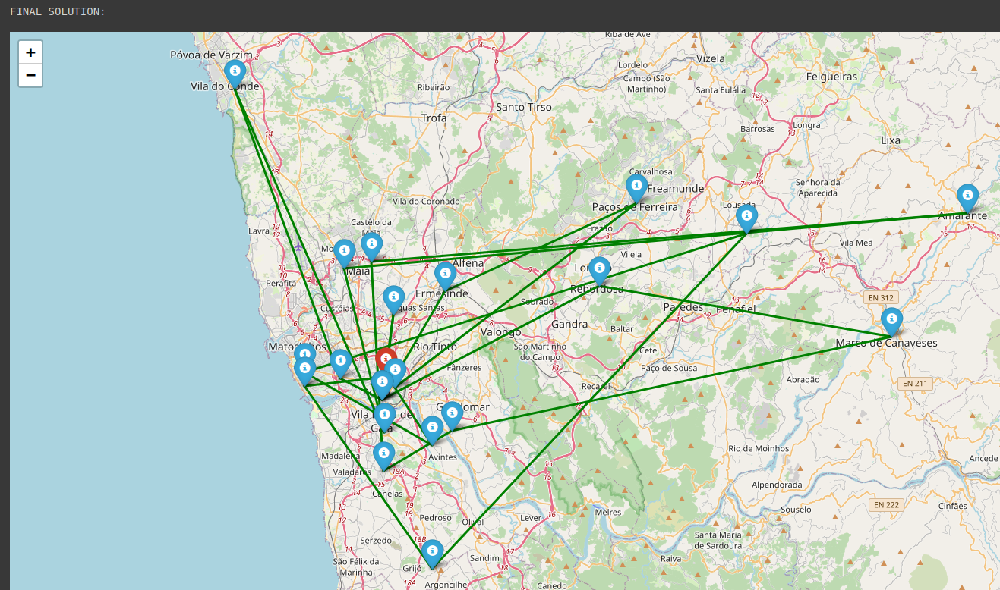 FINAL SOLUTION:
+
−
Riba de Ave
Póvoa de Varzim
Vizela
Lordelo
Felgueiras
Campo (São
Martinho)
Vila do Conde
Ribeirão
Santa Eulália
Santo Tirso
Trofa
Longra
Barrosas
Lixa
Carvalhosa
Freamunde
Senhora da
Aparecida
Vila do Conorado
Paços de Ferreira
Lousada
Amarante
Castêlo da
Maia
Lavra
Frazão
Vila Meã
Vilela
Alfena
Maia
Perafita
Ermesinde
Rebordosa
EN 312
Sobrado
Custóias
Águas Santas
Paredes
Penafiel
Gandra
Baltar
Valongo
Matosinhos
Rio Tinto
São Martinho
do Campo
Marco de Canaveses
Cete
Fânzeres
Paço de Sousa
Abragão
EN 211
Recarei
Gondomar
Vila Nova de
Gaia
Rio de Moinhos
Madalena
Avintes
Ancede
Valadares
19A
Alpendorada
Canelas
EN 222
Cinfães
Souselo
Pedroso
Olival
Lever
Melres
Santa Maria
de Sardoura
Serzedo
18B
Sandim
Raiva
São Félix da
Marinha
Grijó
18A
Argoncilhe
Canedo